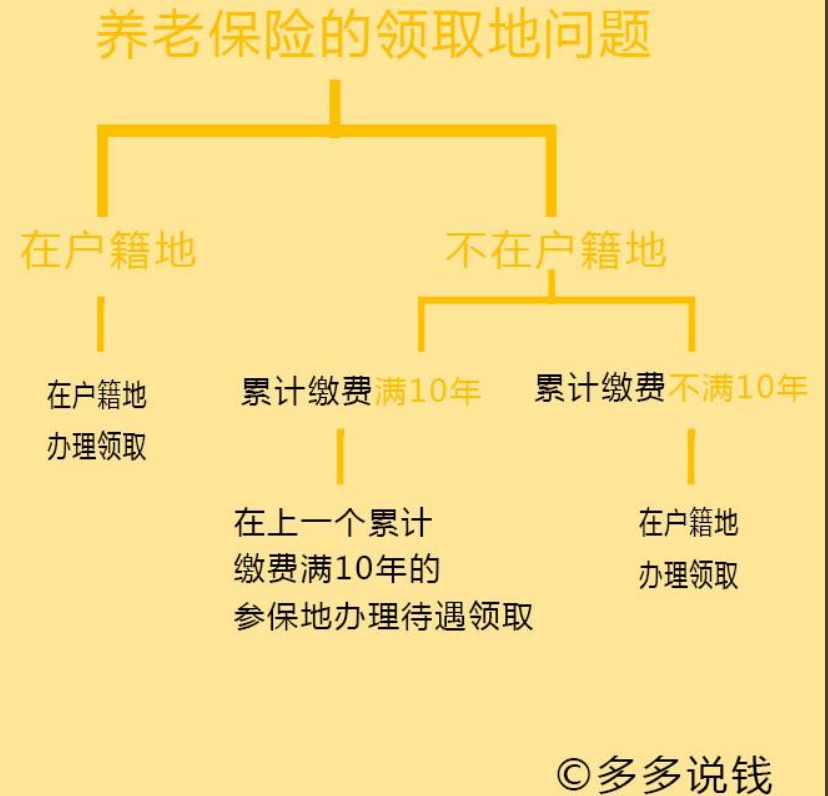 养老保险的领取地问题
在户籍地
不在户籍地
在户籍地
办理领取
累计缴费满10年
累计缴费不满10年
在上一个累计
缴费满10年的
参保地办理待遇领取
在户籍地
办理领取
©多多说钱